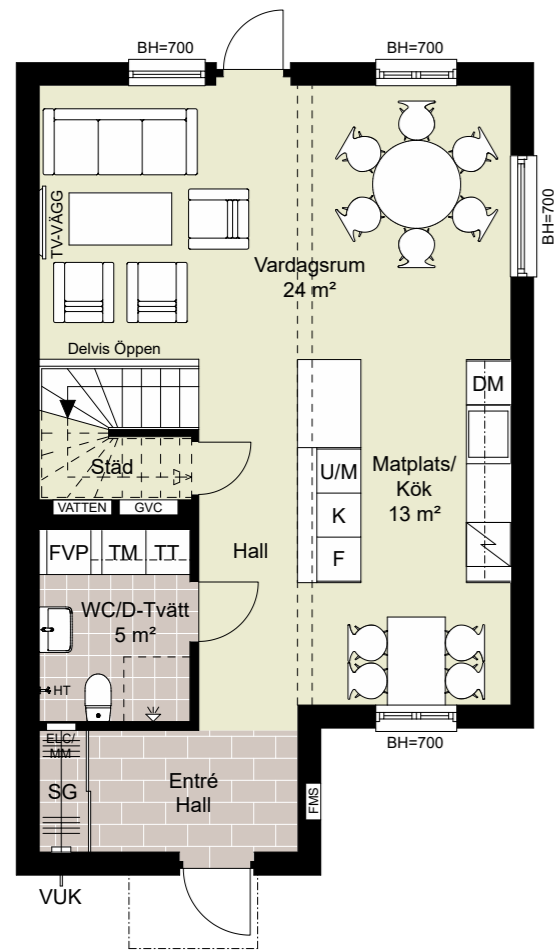 BH=700
BH=700
BH=700
TV-VÄGG
Vardagsrum
24 m²
Delvis Öppen
DM
Städ
U/M
Matplats/
Kök
13 m²
K
F
VATTEN
GVC
Hall
FVP
TM
TT
WC/D-Tvätt
5 m²
HT
ELC/
MM
BH=700
SG
Entré
Hall
FMS
VUK